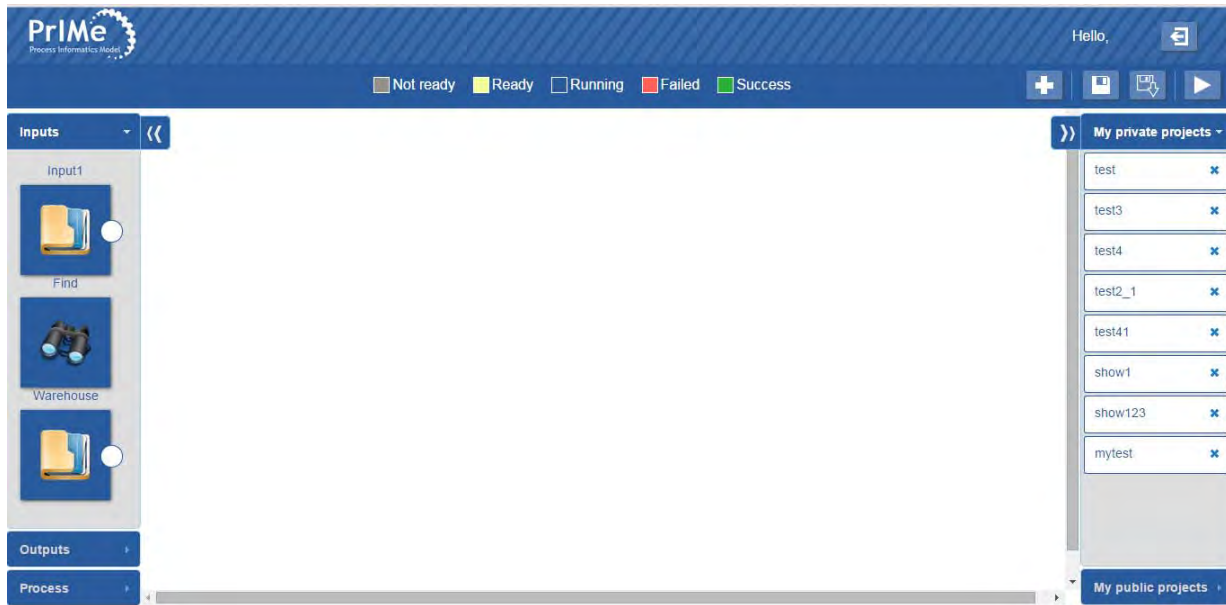 PrIMe
Process Informatics Model
Hello,
Not ready Ready Running Failed Success
Inputs
Input1
Find
Warehouse
Outputs
Process
My private projects
test
test3
test4
test2_1
test41
show1
show123
mytest
My public projects